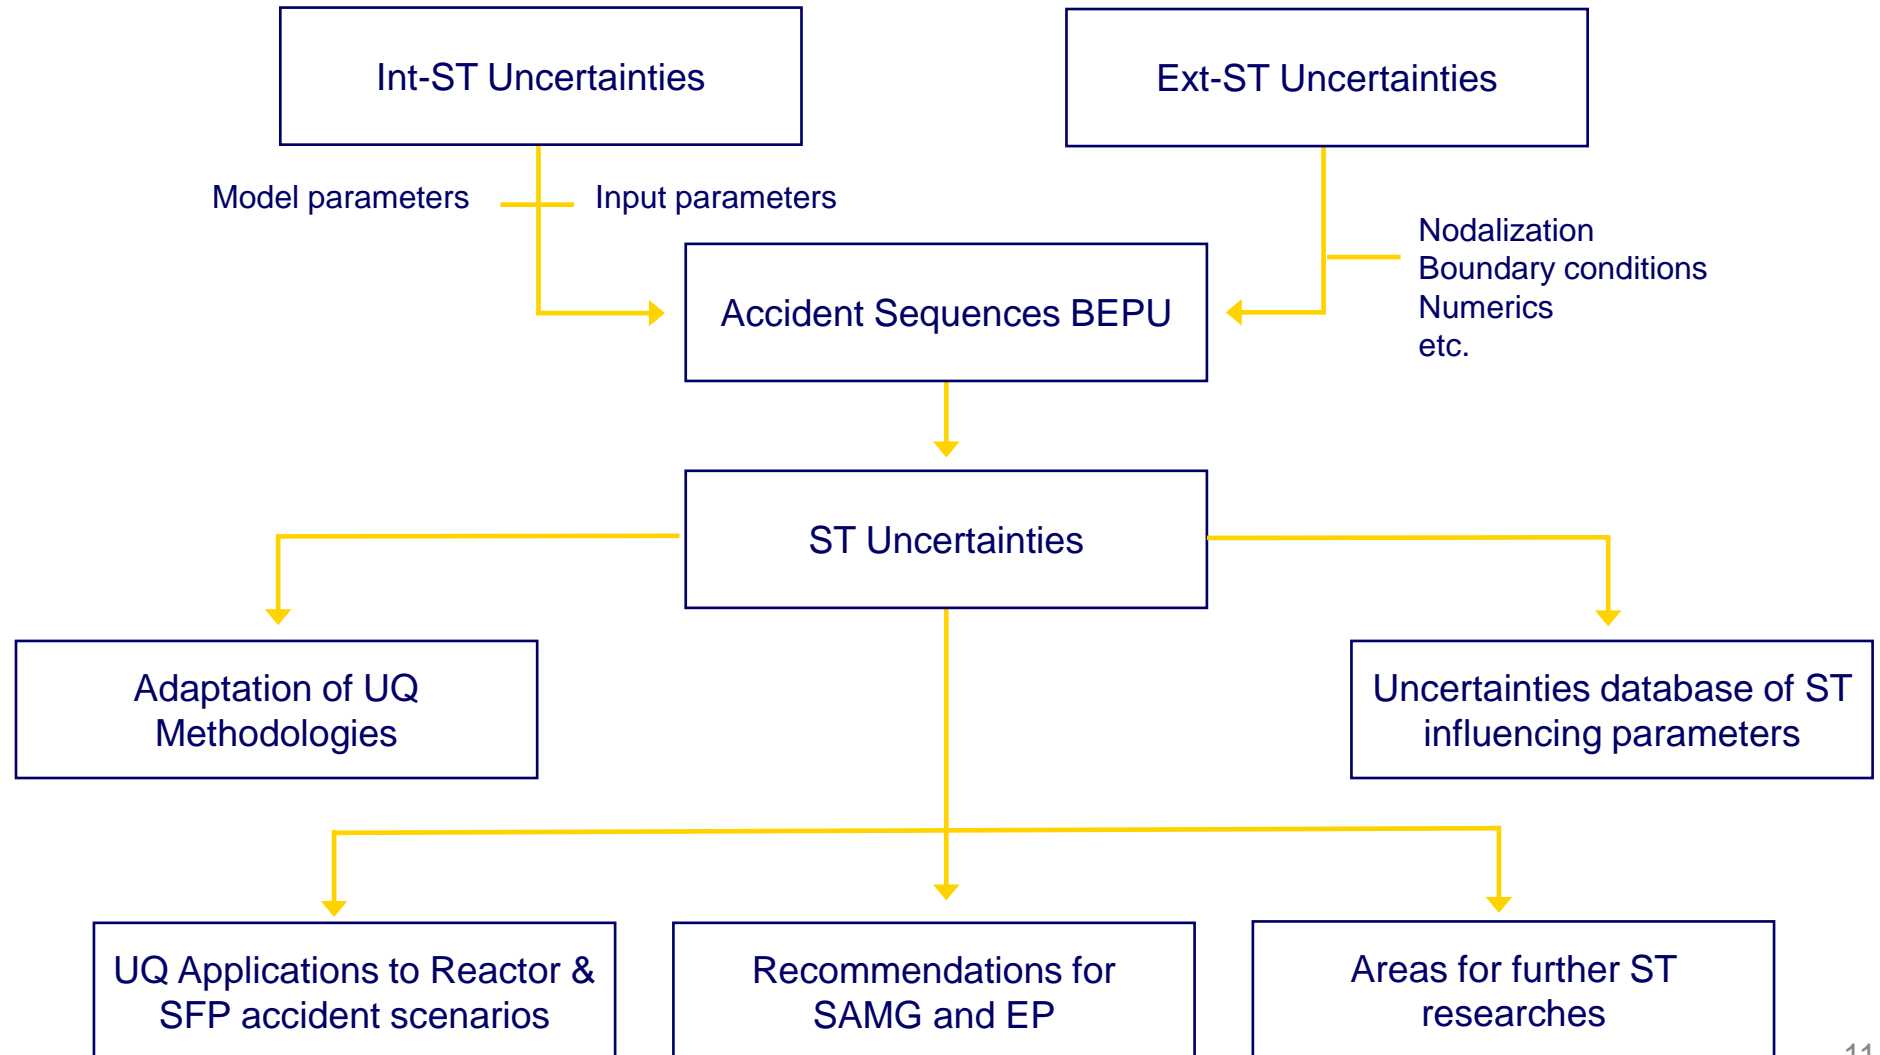 Int-ST Uncertainties
Ext-ST Uncertainties
Model parameters
Input parameters
Nodalization
Boundary conditions
Numerics
etc.
Accident Sequences BEPU
ST Uncertainties
Adaptation of UQ
Methodologies
Uncertainties database of ST
influencing parameters
UQ Applications to Reactor &
SFP accident scenarios
Recommendations for
SAMG and EP
Areas for further ST
researches
11